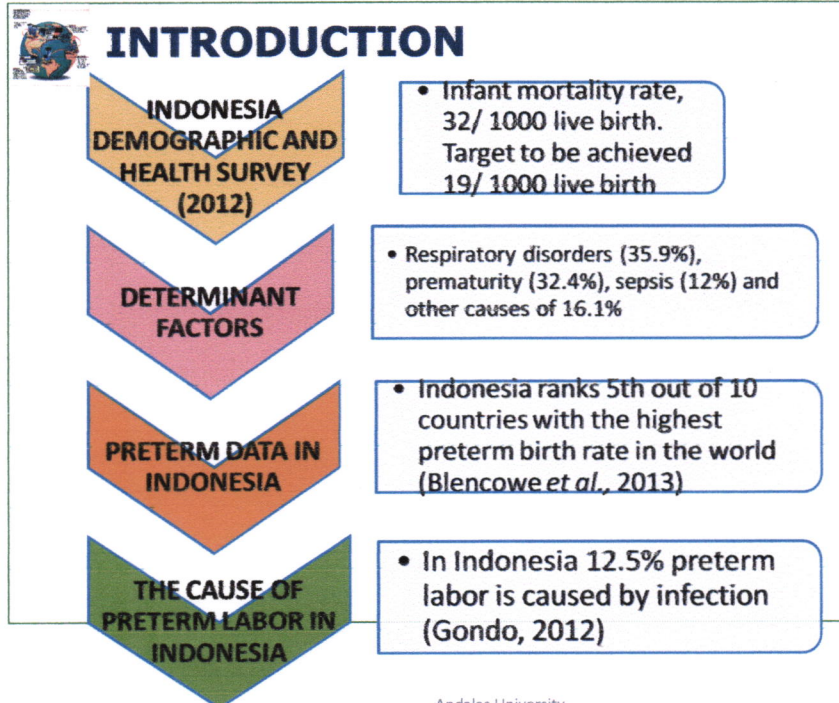 INTRODUCTION
INDONESIA
DEMOGRAPHIC AND
HEALTH SURVEY
(2012)
• Infant mortality rate,
32/ 1000 live birth.
Target to be achieved
19/ 1000 live birth
DETERMINANT
FACTORS
• Respiratory disorders (35.9%),
prematurity (32.4%), sepsis (12%) and
other causes of 16.1%
PRETERM DATA IN
INDONESIA
• Indonesia ranks 5th out of 10
countries with the highest
preterm birth rate in the world
(Blencowe et al., 2013)
THE CAUSE OF
PRETERM LABOR IN
INDONESIA
• In Indonesia 12.5% preterm
labor is caused by infection
(Gondo, 2012)
Andalas University